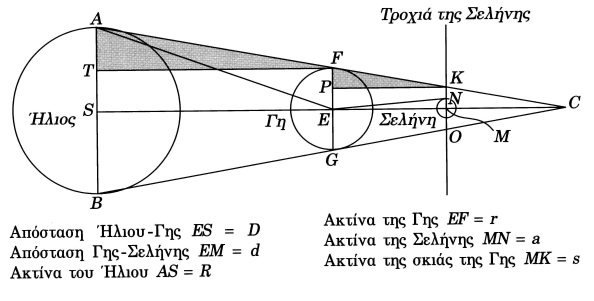 Τροχιά της Σελήνης
A
T
F
P
K
N
S
Ήλιος
Γη
E
Σελήνη
C
M
O
G
B
Απόσταση Ήλιου-Γης ES = D
Απόσταση Γης-Σελήνης EM = d
Ακτίνα του Ήλιου AS = R
Ακτίνα της Γης EF = r
Ακτίνα της Σελήνης MN = a
Ακτίνα της σκιάς της Γης MK = s